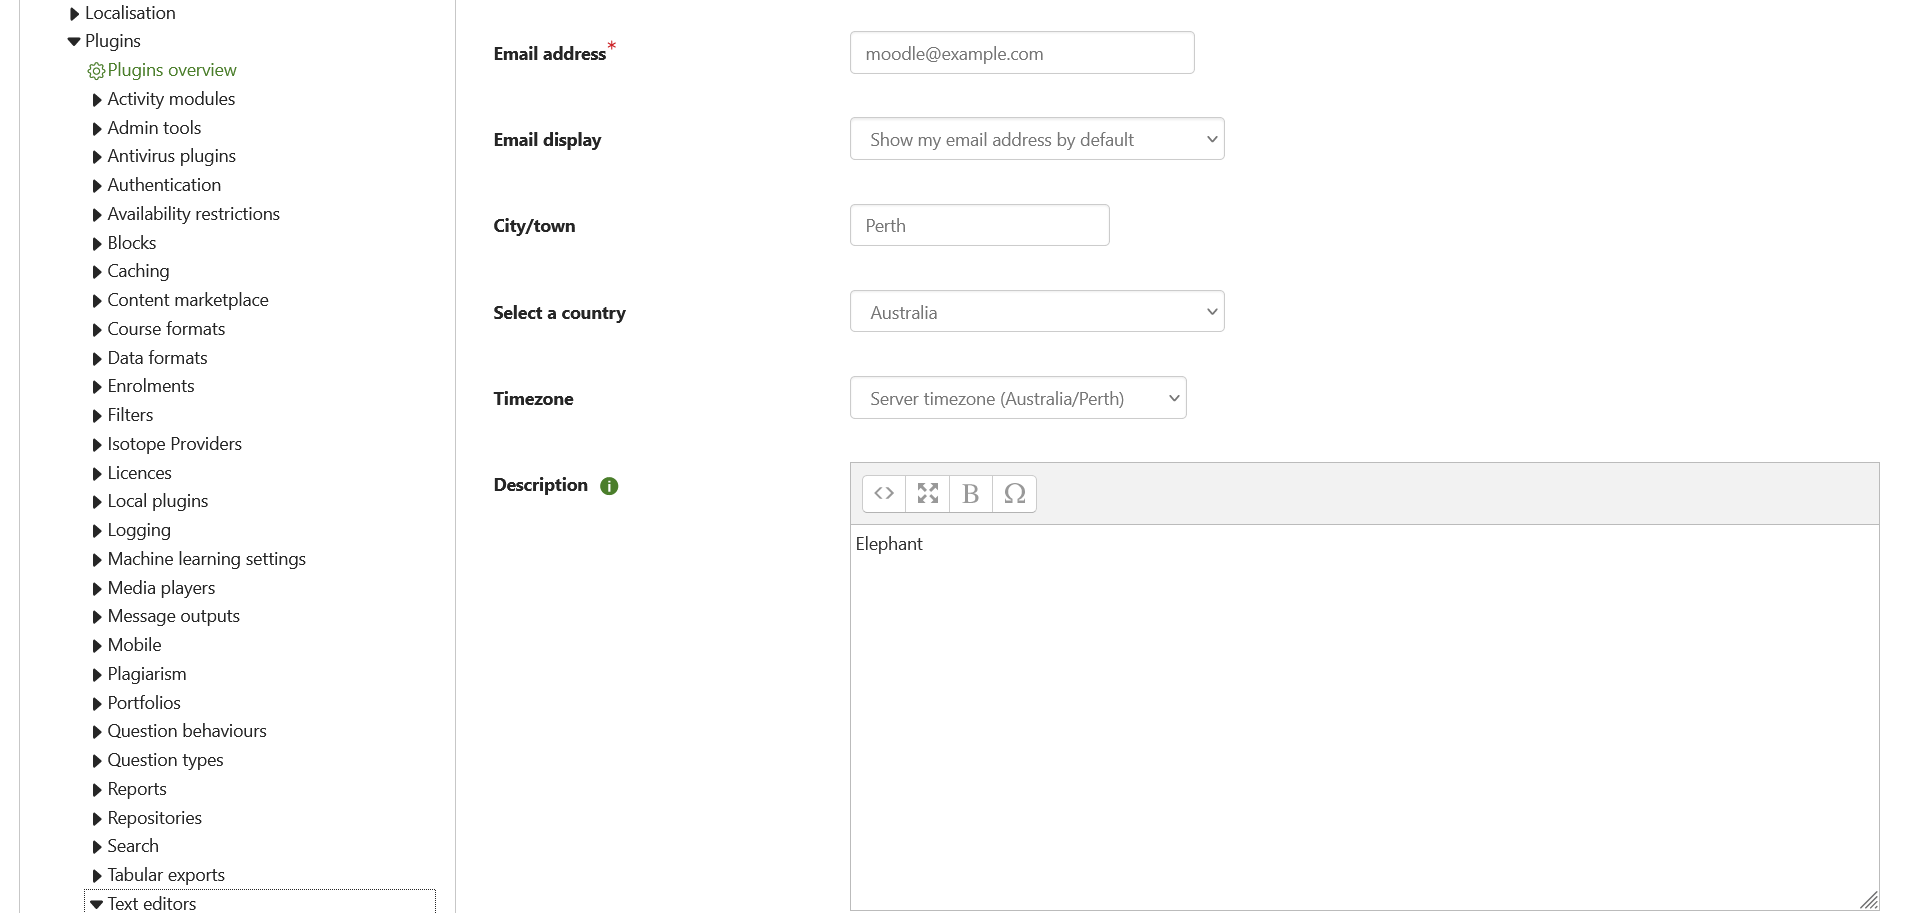 Localisation
Plugins
Plugins overview
Activity modules
Admin tools
Antivirus plugins
Authentication
Availability restrictions
Blocks
Caching
Content marketplace
Course formats
Data formats
Enrolments
Filters
Isotope Providers
Licences
Local plugins
Logging
Machine learning settings
Media players
Message outputs
Mobile
Plagiarism
Portfolios
Question behaviours
Question types
Reports
Repositories
Search
Tabular exports
Text editors
Email address*
moodle@example.com
Email display
Show my email address by default
City/town
Perth
Select a country
Australia
Timezone
Server timezone (Australia/Perth)
Description i
<> B Ω
Elephant